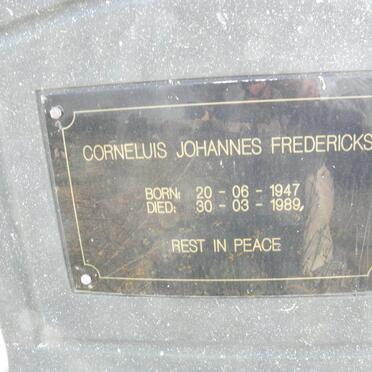 CORNELUIS JOHANNES FREDERICKS
BORN: 20 - 06 - 1947
DIED: 30 - 03 - 1989
REST IN PEACE